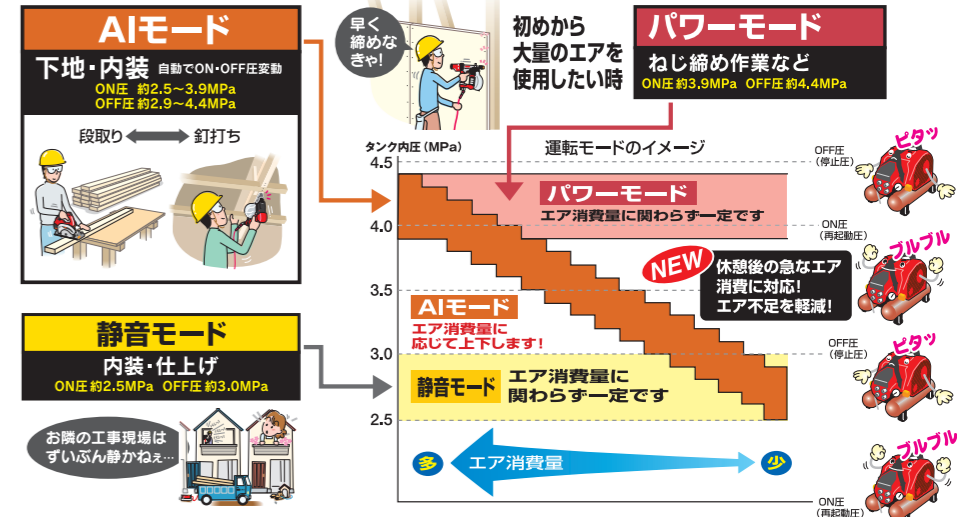 AIモード
下地・内装 自動でON・OFF圧変動
ON圧 約2.5～3.9MPa
OFF圧 約2.9～4.4MPa
段取り
釘打ち
静音モード
内装・仕上げ
ON圧 約2.5MPa OFF圧 約3.0MPa
お隣の工事現場は
ずいぶん静かねぇ…
早く
締めな
きゃ!
初めから
大量のエアを
使用したい時
パワーモード
ねじ締め作業など
ON圧 約3.9MPa OFF圧 約4.4MPa
タンク内圧(MPa)
運転モードのイメージ
4.5
4.0
3.5
3.0
2.5
パワーモード
エア消費量に関わらず一定です
NEW
休憩後の急なエア
消費に対応!
エア不足を軽減!
AIモード
エア消費量に
応じて上下します!
静音モード
エア消費量に
関わらず一定です
多
エア消費量
少
OFF圧
(停止圧)
ピタッ
ON圧
(再起動圧)
ブルブル
OFF圧
(停止圧)
ピタッ
ON圧
(再起動圧)
ブルブル